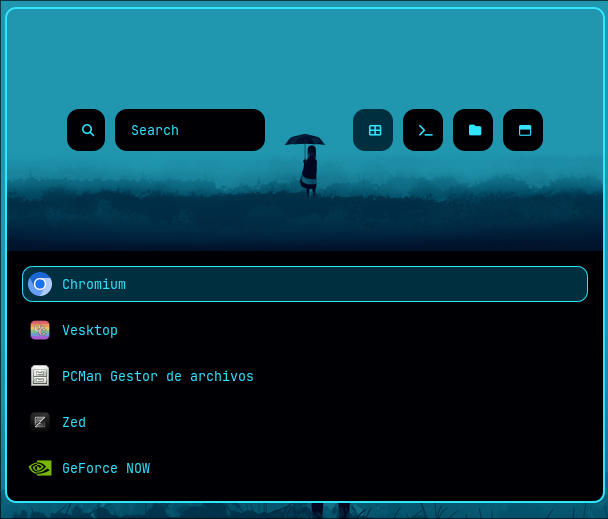 Search
Chromium
Vesktop
PCMan Gestor de archivos
Zed
GeForce NOW